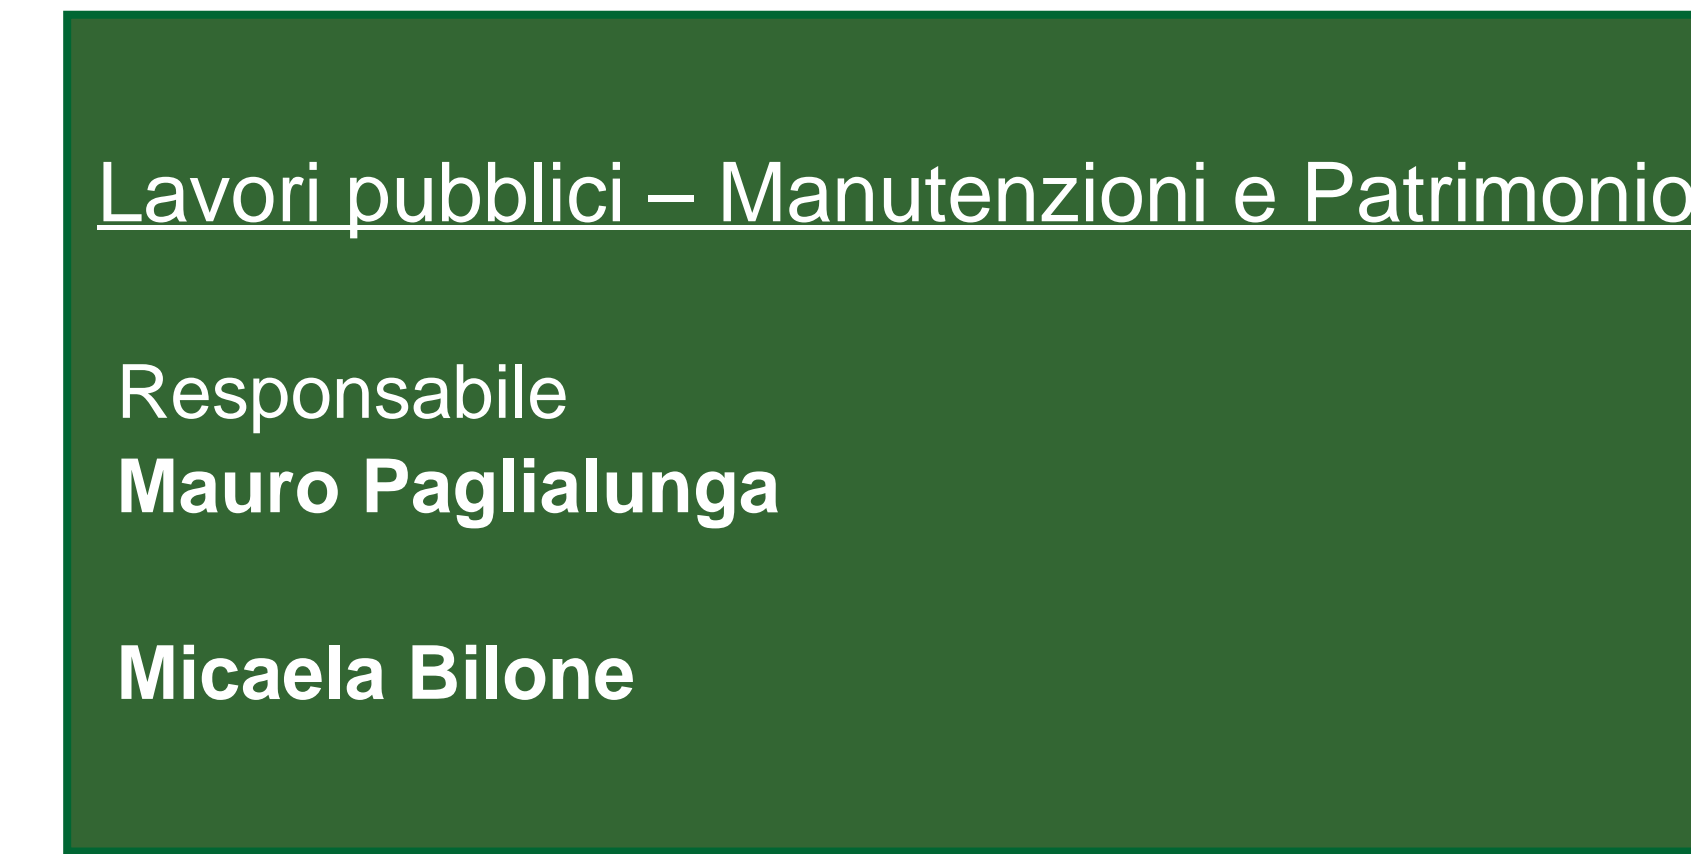 Lavori pubblici – Manutenzioni e Patrimonio
Responsabile
Mauro Paglialunga
Micaela Bilone